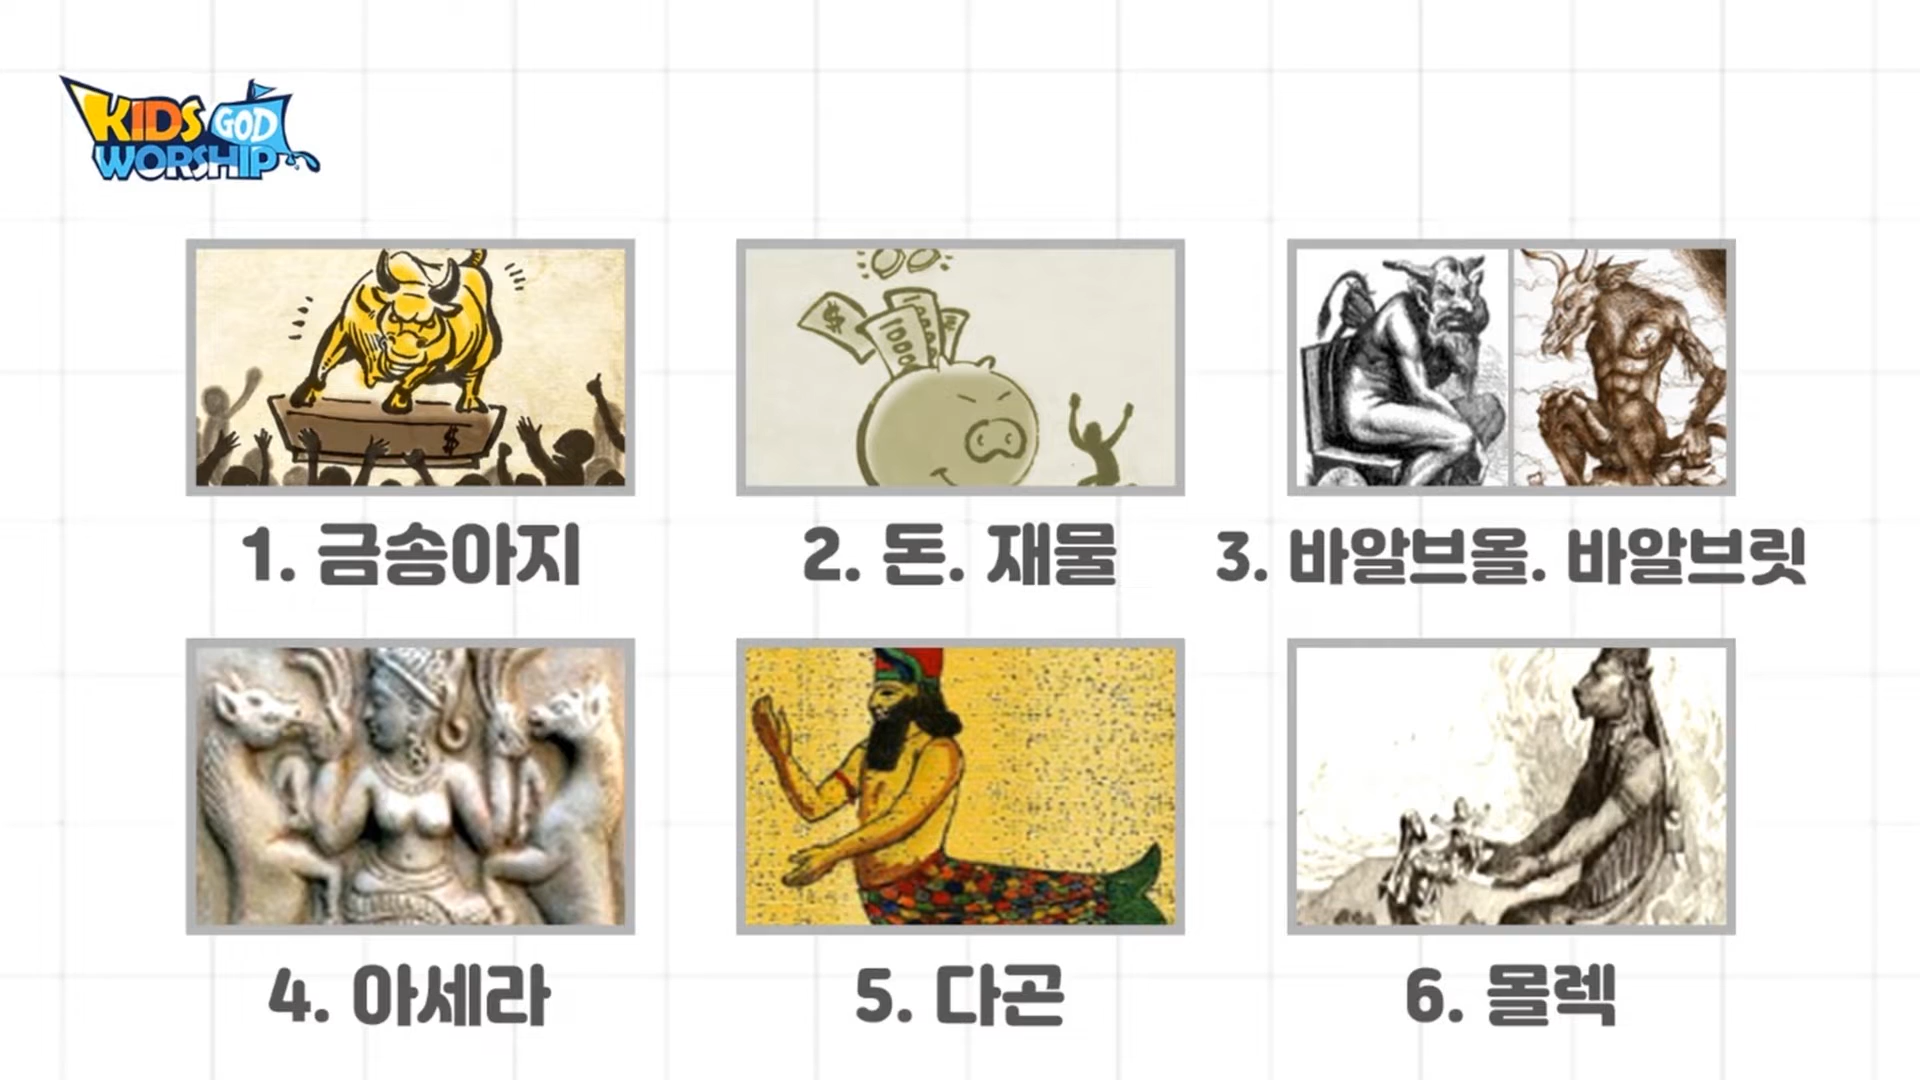 KIDS GOD
WORSHIP
$
$
1000
1. 금송아지
2. 돈. 재물
3. 바알브올. 바알브릿
4. 아세라
5. 다곤
6. 몰렉